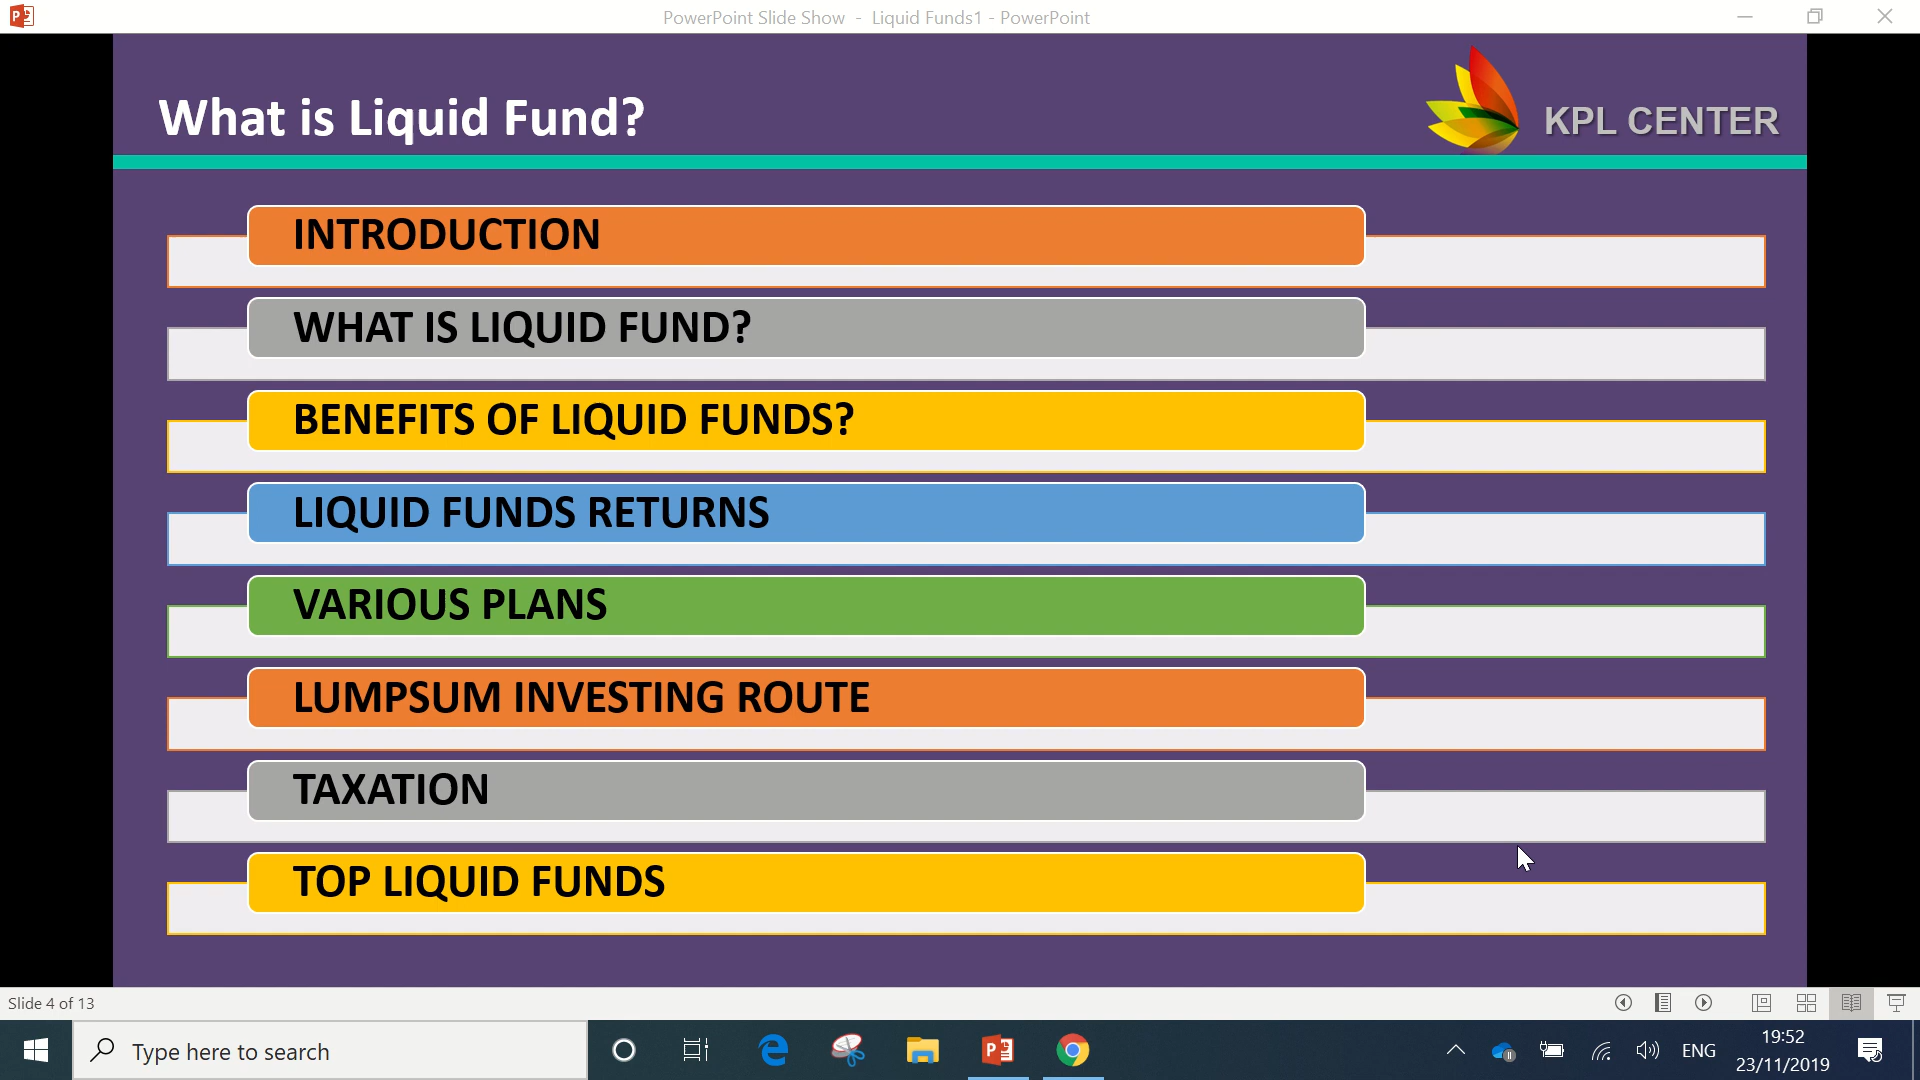 PowerPoint Slide Show - Liquid Funds1 - PowerPoint
What is Liquid Fund?
KPL CENTER
INTRODUCTION
WHAT IS LIQUID FUND?
BENEFITS OF LIQUID FUNDS?
LIQUID FUNDS RETURNS
VARIOUS PLANS
LUMPSUM INVESTING ROUTE
TAXATION
TOP LIQUID FUNDS
Slide 4 of 13
Type here to search
ENG
19:52
23/11/2019